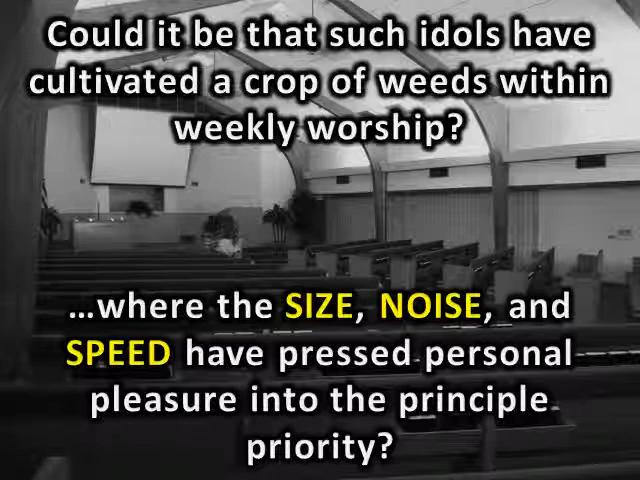 Could it be that such idols have
cultivated a crop of weeds within
weekly worship?
…where the SIZE, NOISE, and
SPEED have pressed personal
pleasure into the principle
priority?